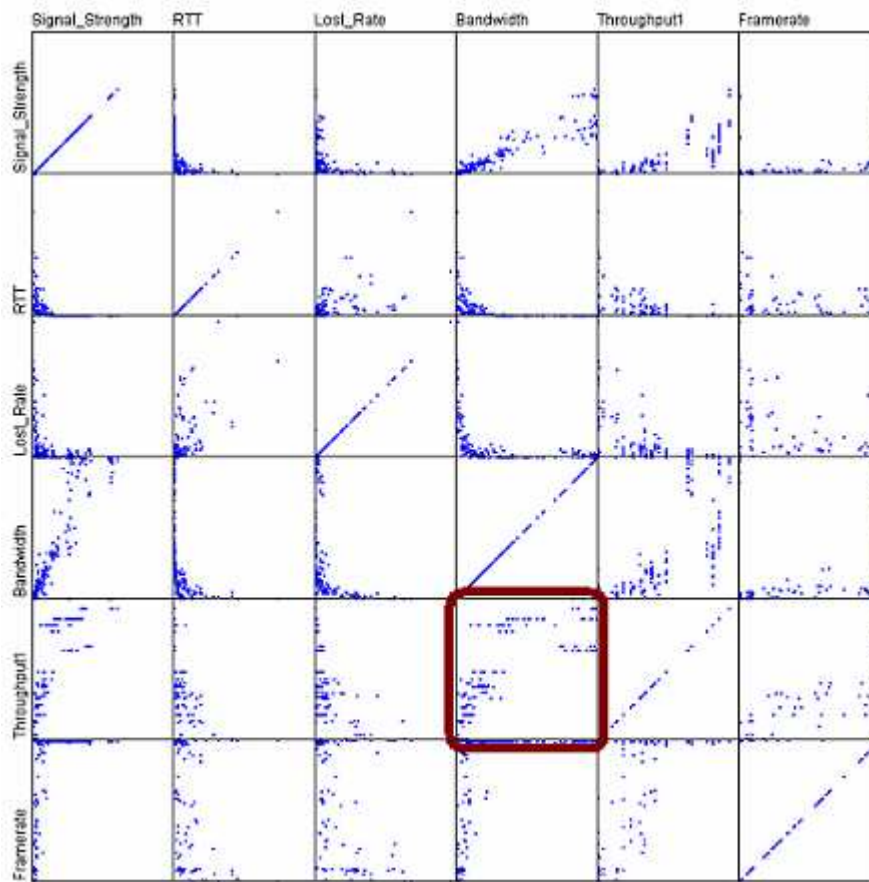 Signal_Strength RTT Lost_Rate Bandwidth Throughput1 Framerate
Signal_Strength
RTT
Lost_Rate
Bandwidth
Throughput1
Framerate